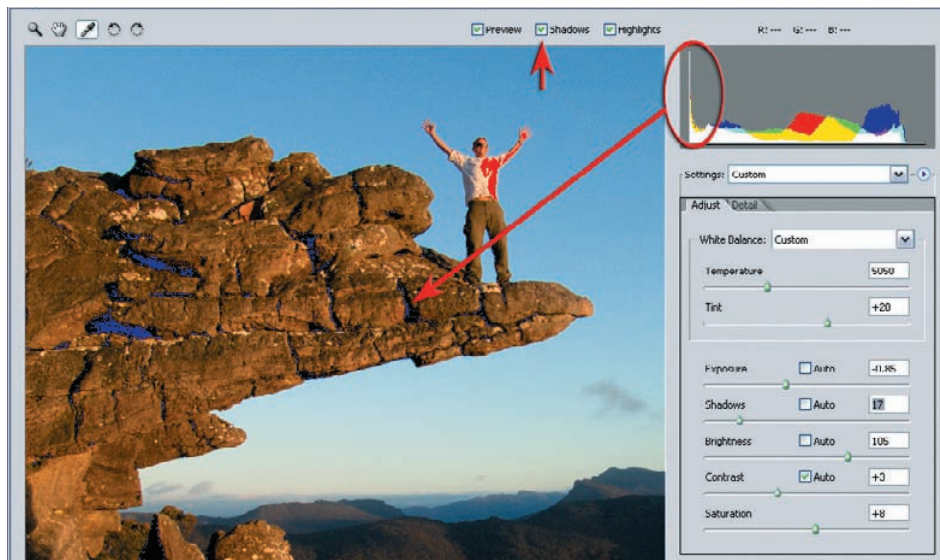 Preview Shadows Highlights R: --- G: --- B: ---
Settings: Custom
Adjust Detail
White Balance: Custom
Temperature 5050
Tint +20
Exposure Auto -0.85
Shadows Auto 17
Brightness Auto 105
Contrast Auto +3
Saturation +8